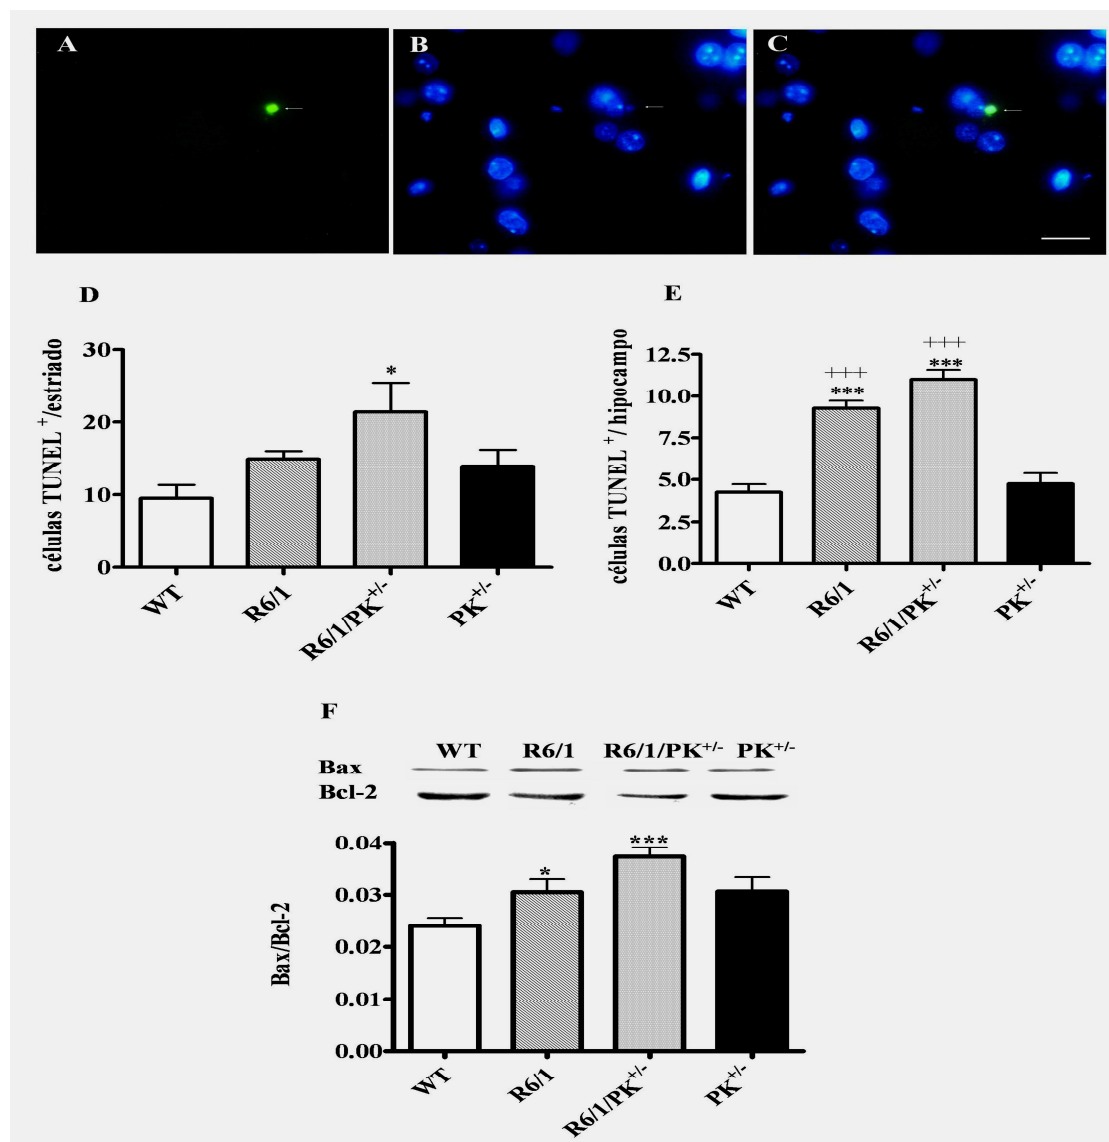 A
B
C
D
células TUNEL +/estriado
30
20
10
0
*
WT
R6/1
R6/1/PK+/-
PK+/-
E
células TUNEL +/ hipocampo
12.5
10.0
7.5
5.0
2.5
0.0
+++
***
+++
***
WT
R6/1
R6/1/PK+/-
PK+/-
F
WT R6/1 R6/1/PK+/- PK+/-
Bax
Bcl-2
Bax/Bcl-2
0.04
0.03
0.02
0.01
0.00
*
***
WT
R6/1
R6/1/PK+/-
PK+/-